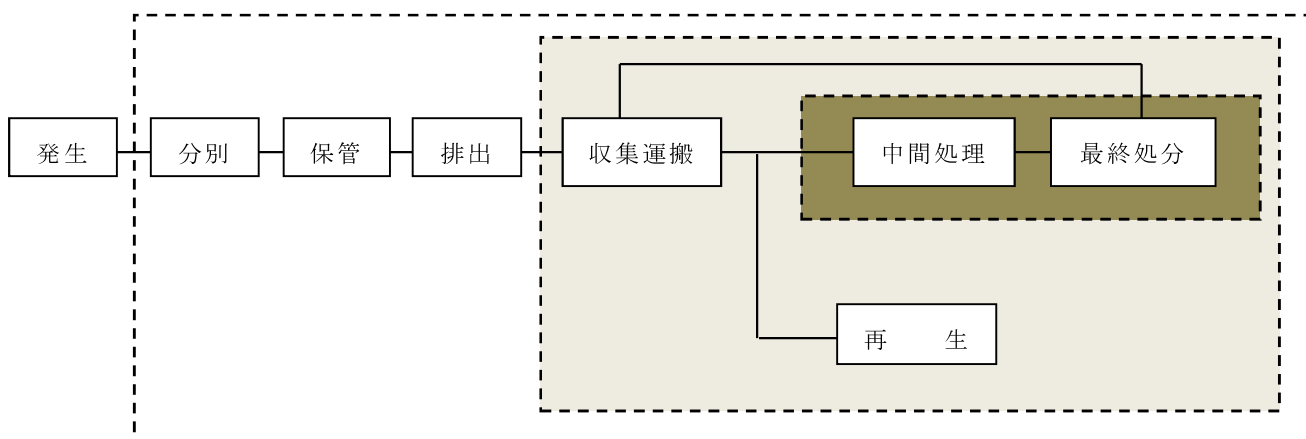 発生
分別
保管
排出
収集運搬
中間処理
最終処分
再　　生